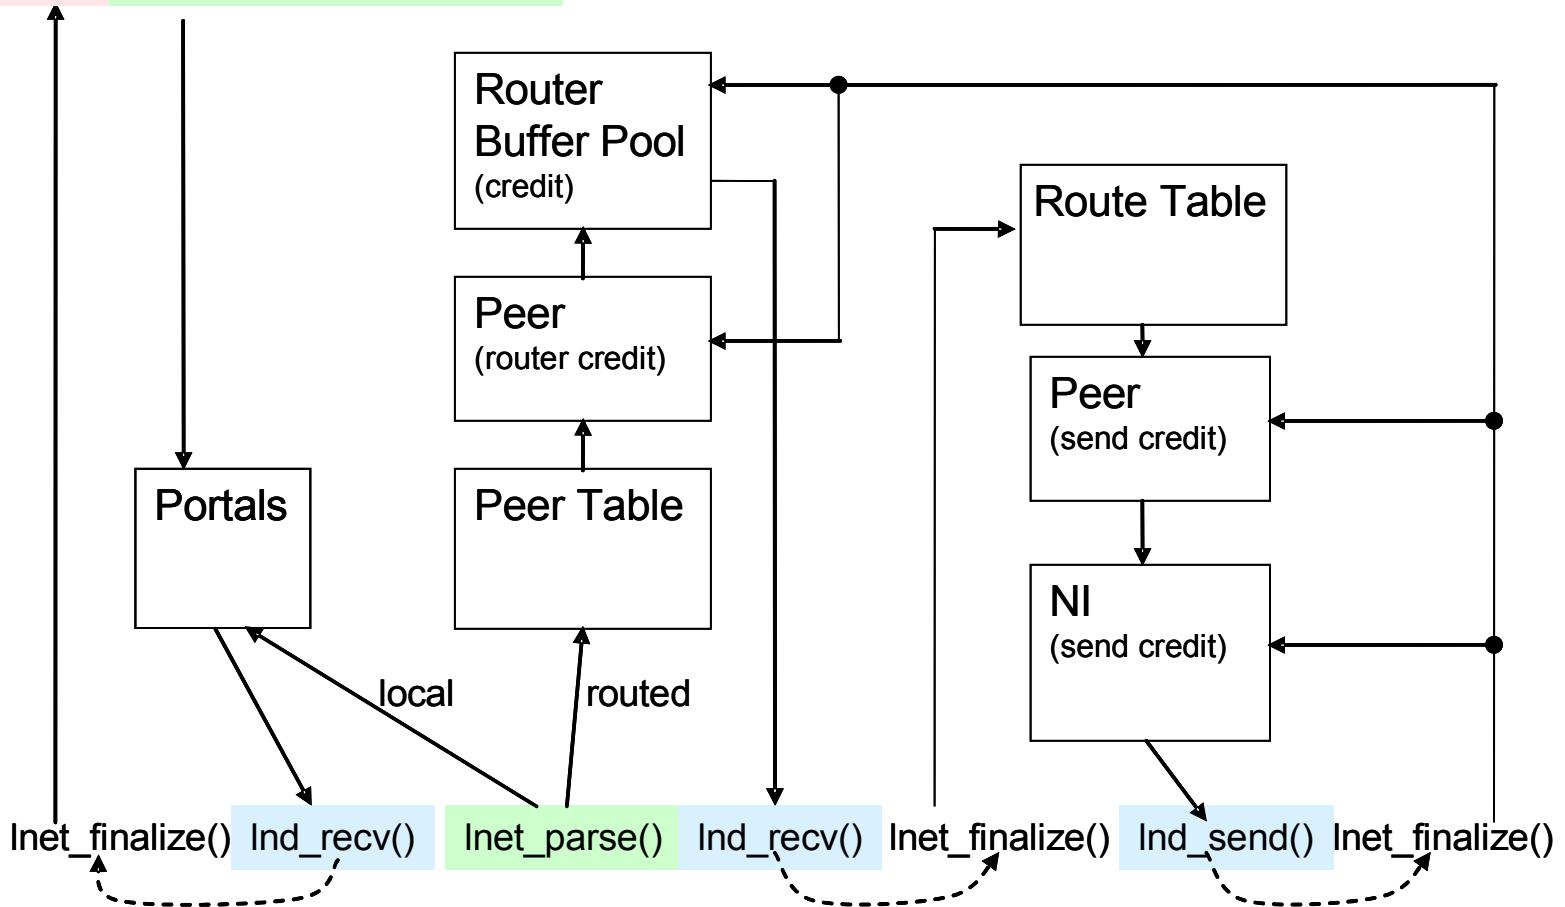 Router
Buffer Pool
(credit)
Route Table
Peer
(router credit)
Peer
(send credit)
Portals
Peer Table
NI
(send credit)
local
routed
lnet_finalize()
lnd_recv()
lnet_parse()
lnd_recv()
lnet_finalize()
lnd_send()
lnet_finalize()